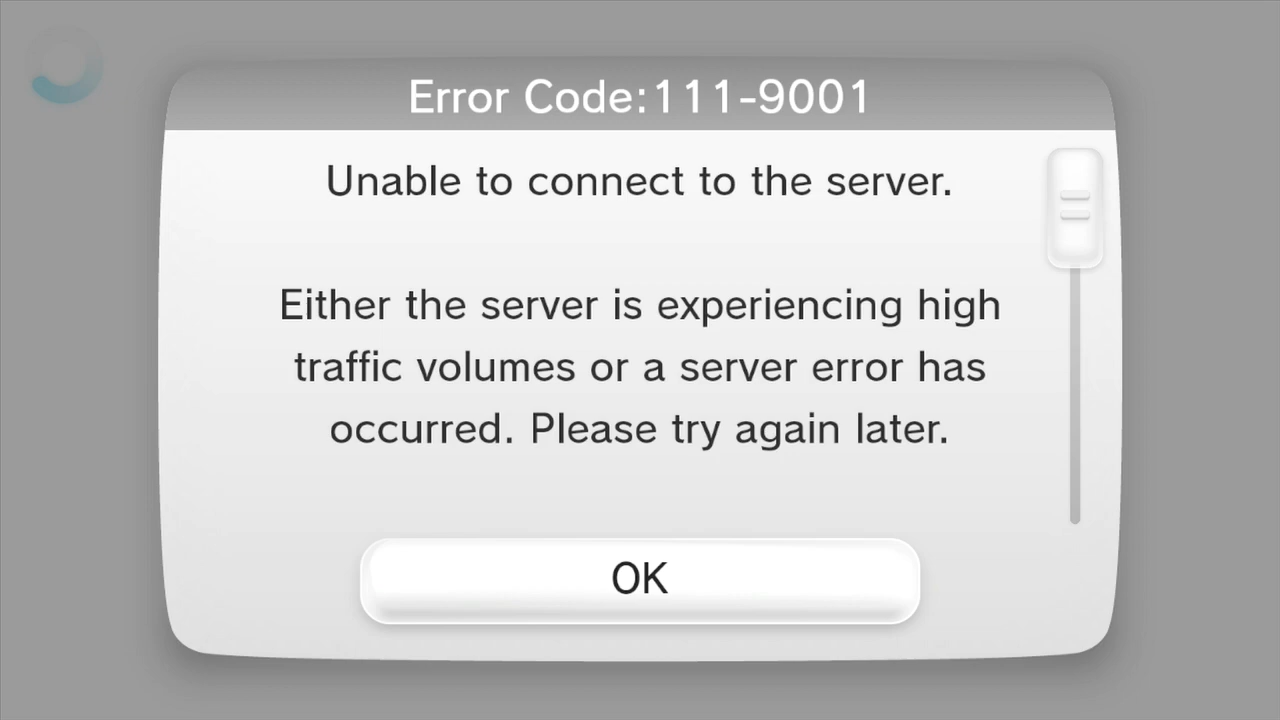 Error Code:111-9001
Unable to connect to the server.
Either the server is experiencing high
traffic volumes or a server error has
occurred. Please try again later.
OK